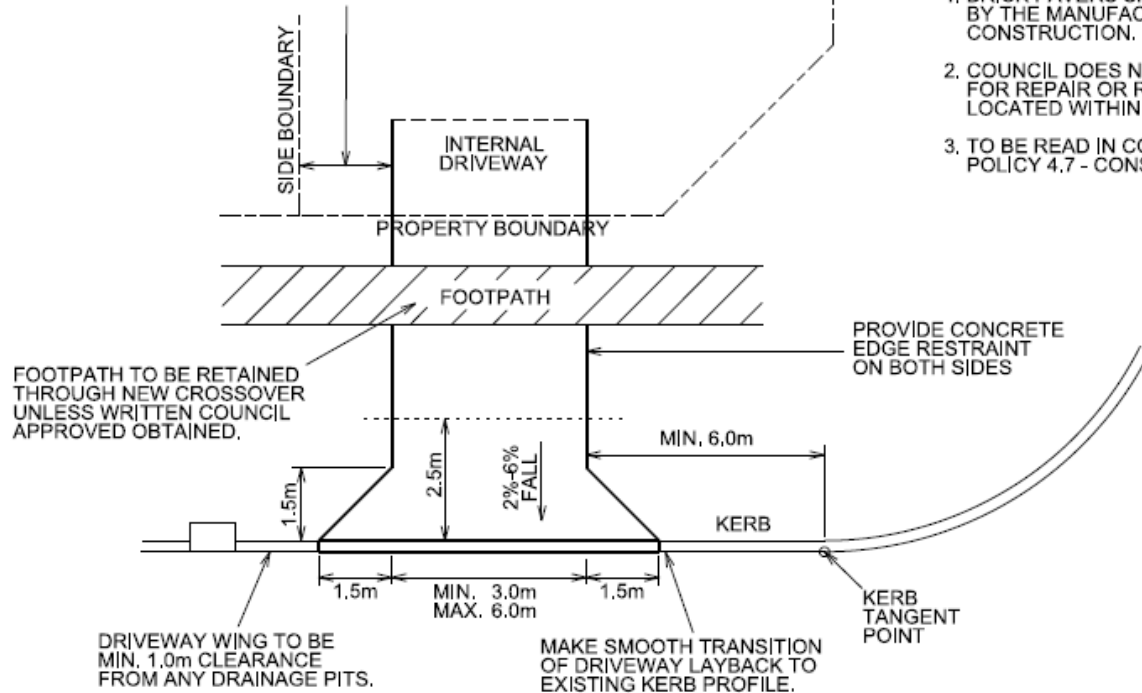 BY THE MANUFAC
CONSTRUCTION.
2. COUNCIL DOES N
FOR REPAIR OR R
LOCATED WITHIN
3. TO BE READ IN CO
POLICY 4.7 - CONS
SIDE BOUNDARY
INTERNAL
DRIVEWAY
PROPERTY BOUNDARY
FOOTPATH
PROVIDE CONCRETE
EDGE RESTRAINT
ON BOTH SIDES
FOOTPATH TO BE RETAINED
THROUGH NEW CROSSOVER
UNLESS WRITTEN COUNCIL
APPROVED OBTAINED.
MIN. 6.0m
2.5m
2%-6%
FALL
1.5m
KERB
1.5m
MIN. 3.0m
MAX. 6.0m
1.5m
KERB
TANGENT
POINT
DRIVEWAY WING TO BE
MIN. 1.0m CLEARANCE
FROM ANY DRAINAGE PITS.
MAKE SMOOTH TRANSITION
OF DRIVEWAY LAYBACK TO
EXISTING KERB PROFILE.